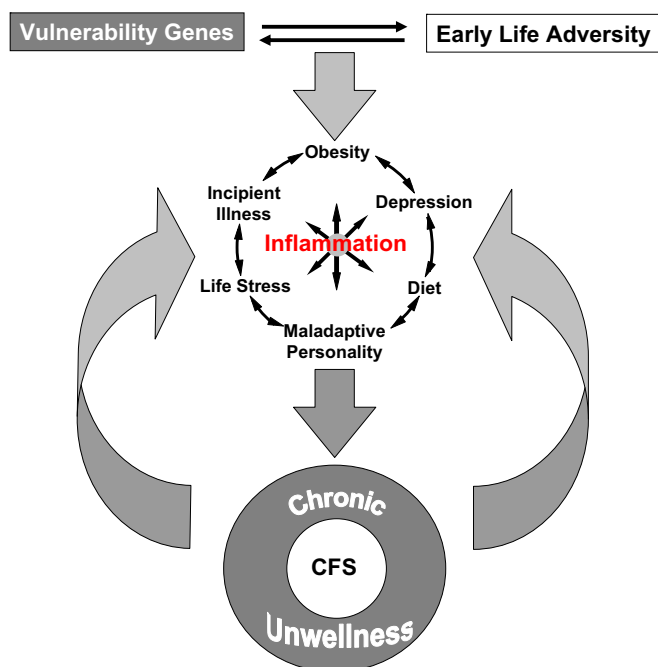 Vulnerability Genes
Early Life Adversity
Obesity
Incipient
Illness
Depression
Inflammation
Life Stress
Diet
Maladaptive
Personality
Chronic
CFS
Unwellness